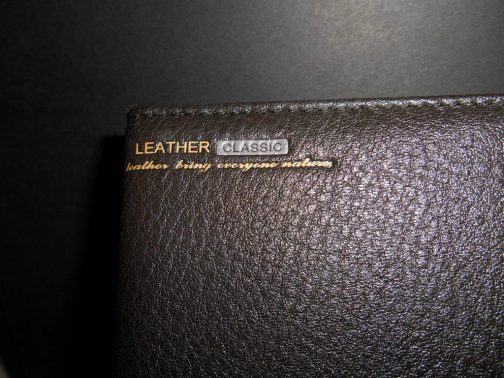 LEATHER CLASSIC
leather bring everyone nature